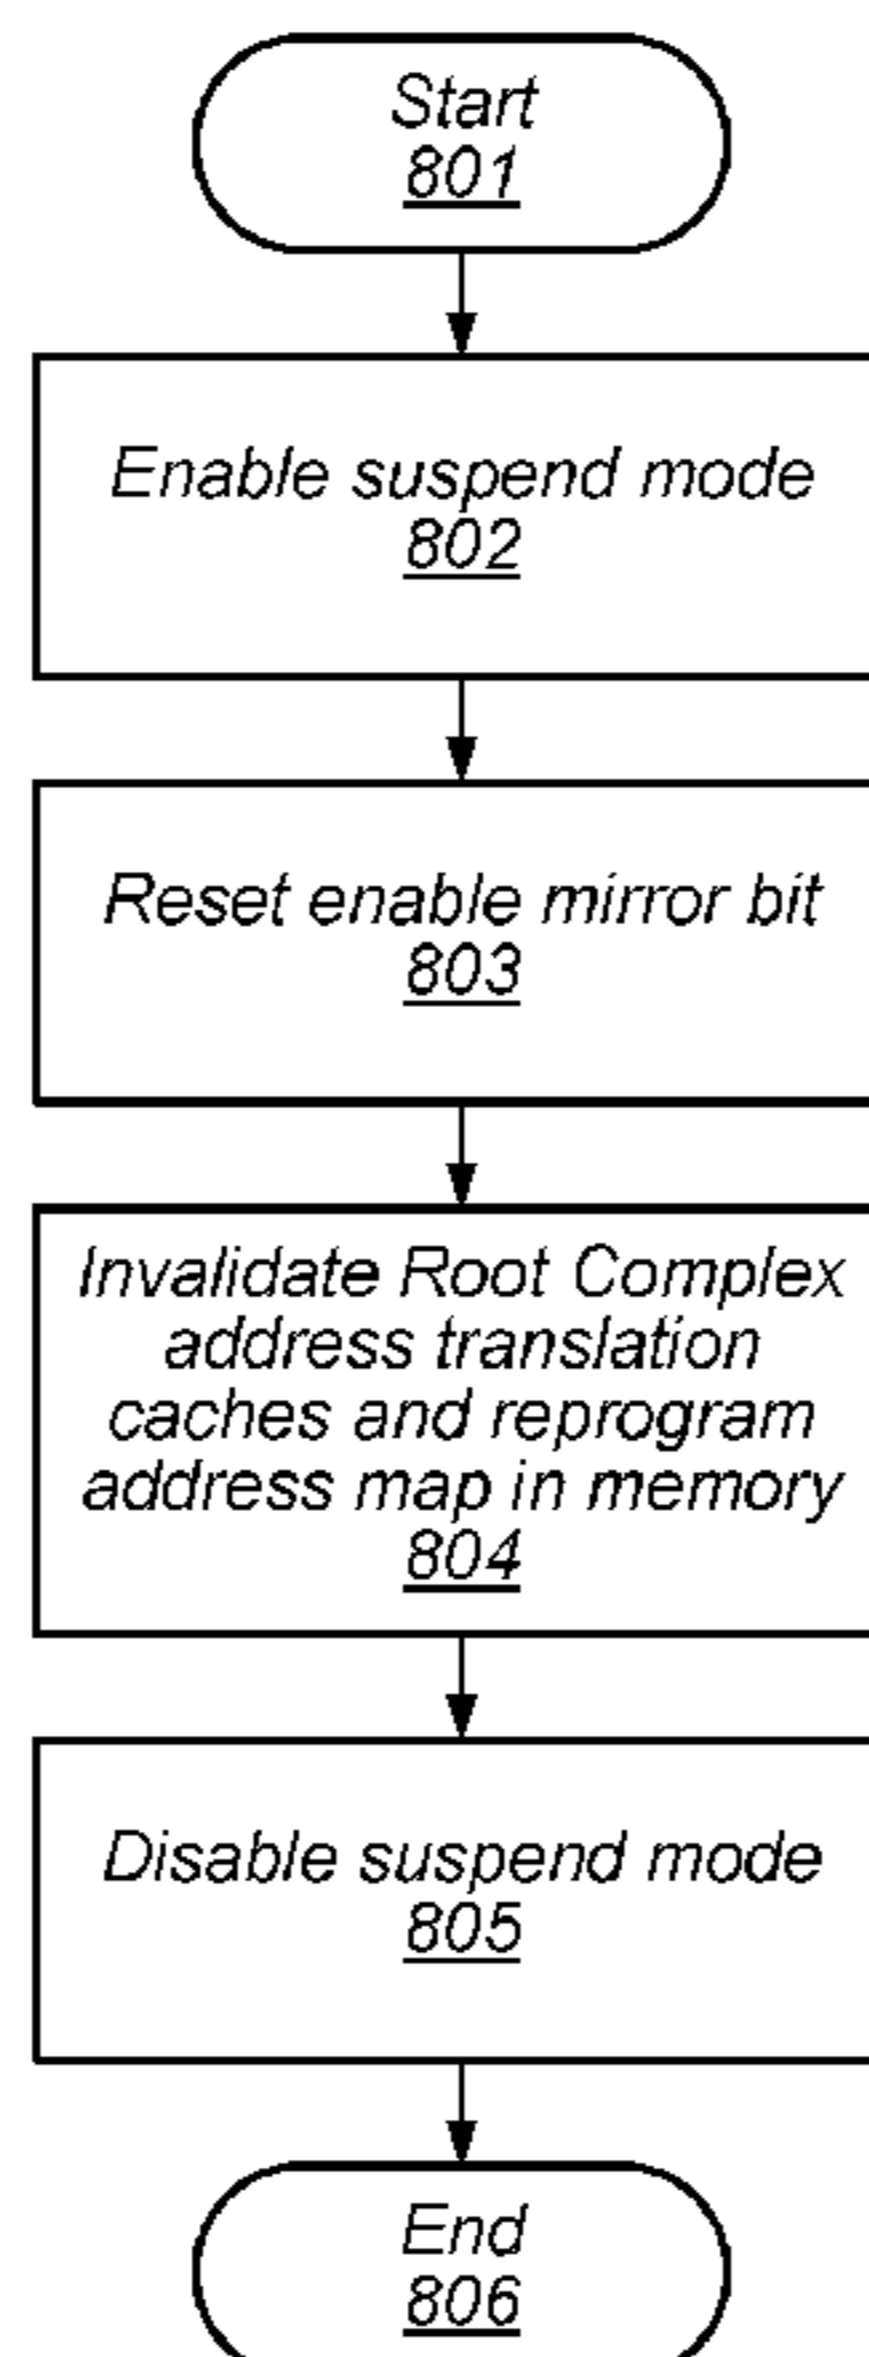 Start
801
Enable suspend mode
802
Reset enable mirror bit
803
Invalidate Root Complex
address translation
caches and reprogram
address map in memory
804
Disable suspend mode
805
End
806